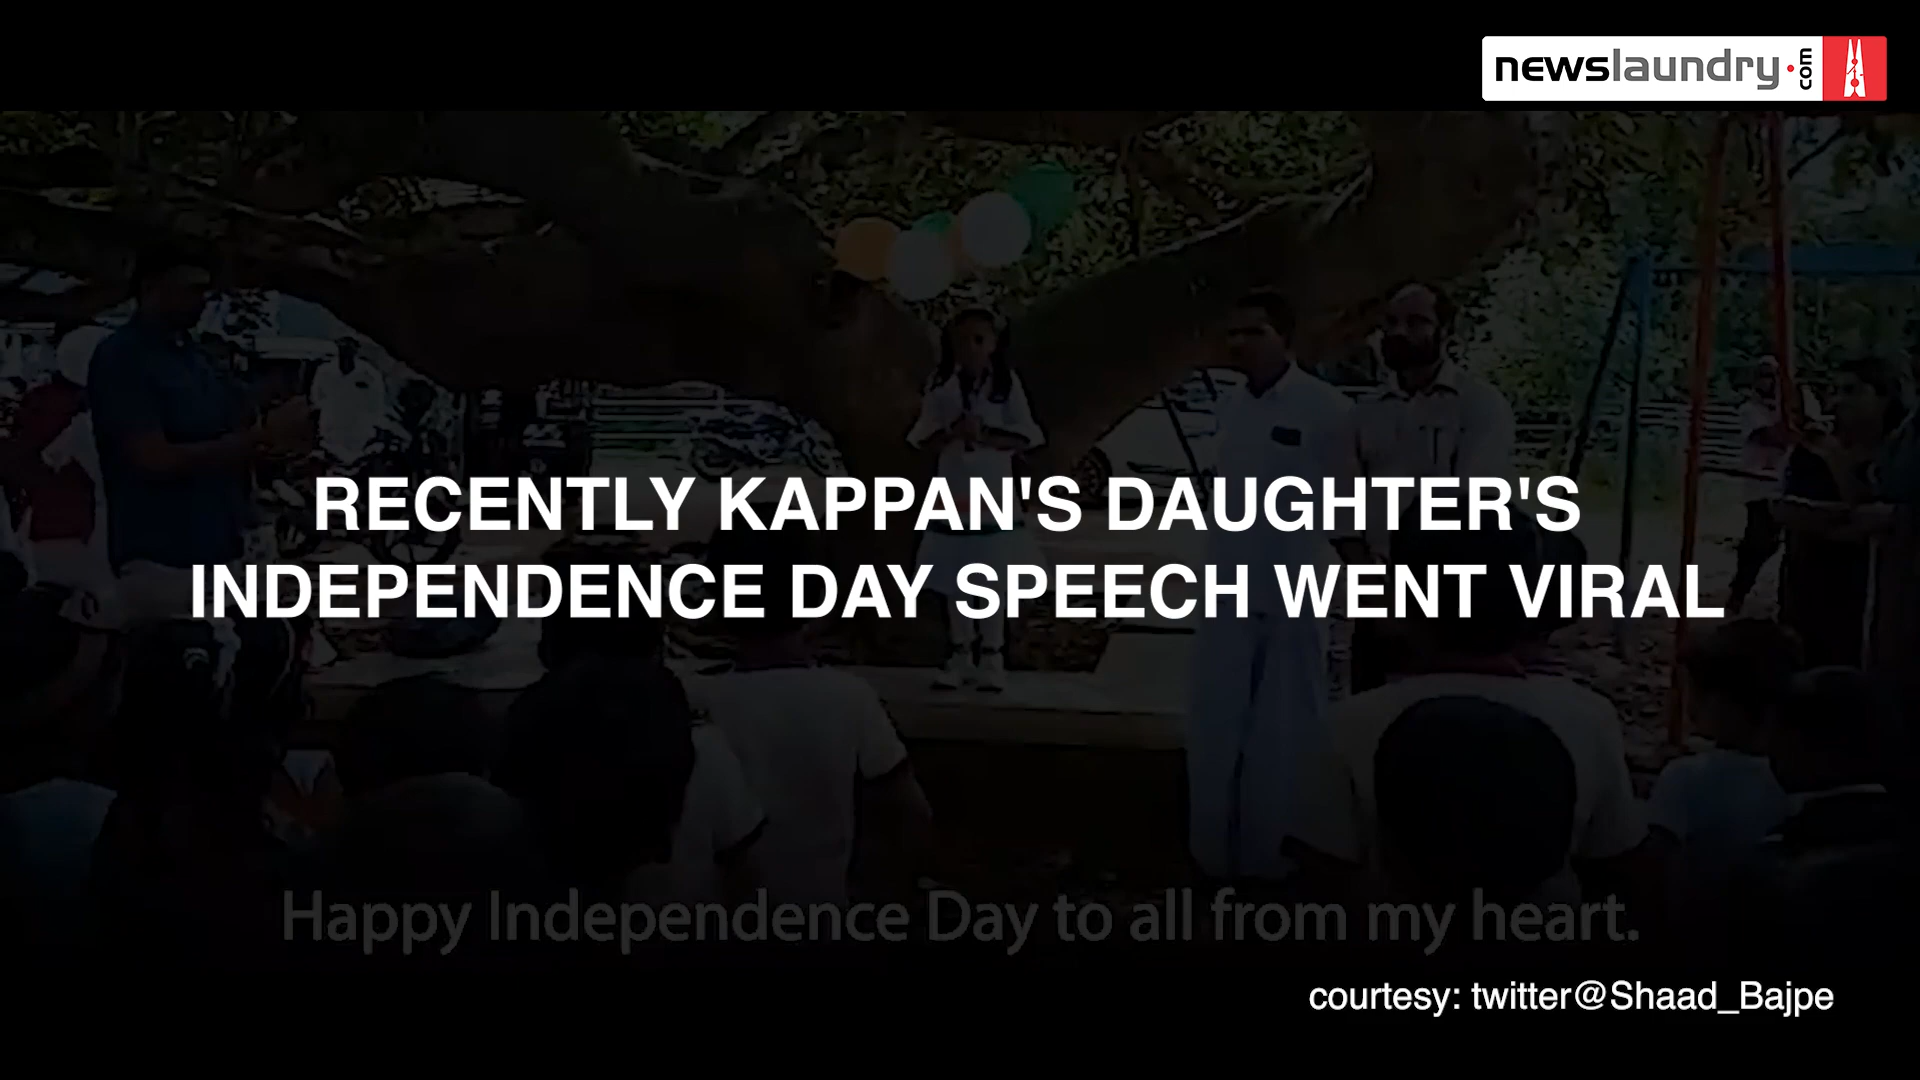 newslaundry.com
RECENTLY KAPPAN'S DAUGHTER'S
INDEPENDENCE DAY SPEECH WENT VIRAL
Happy Independence Day to all from my heart.
courtesy: twitter@Shaad_Bajpe